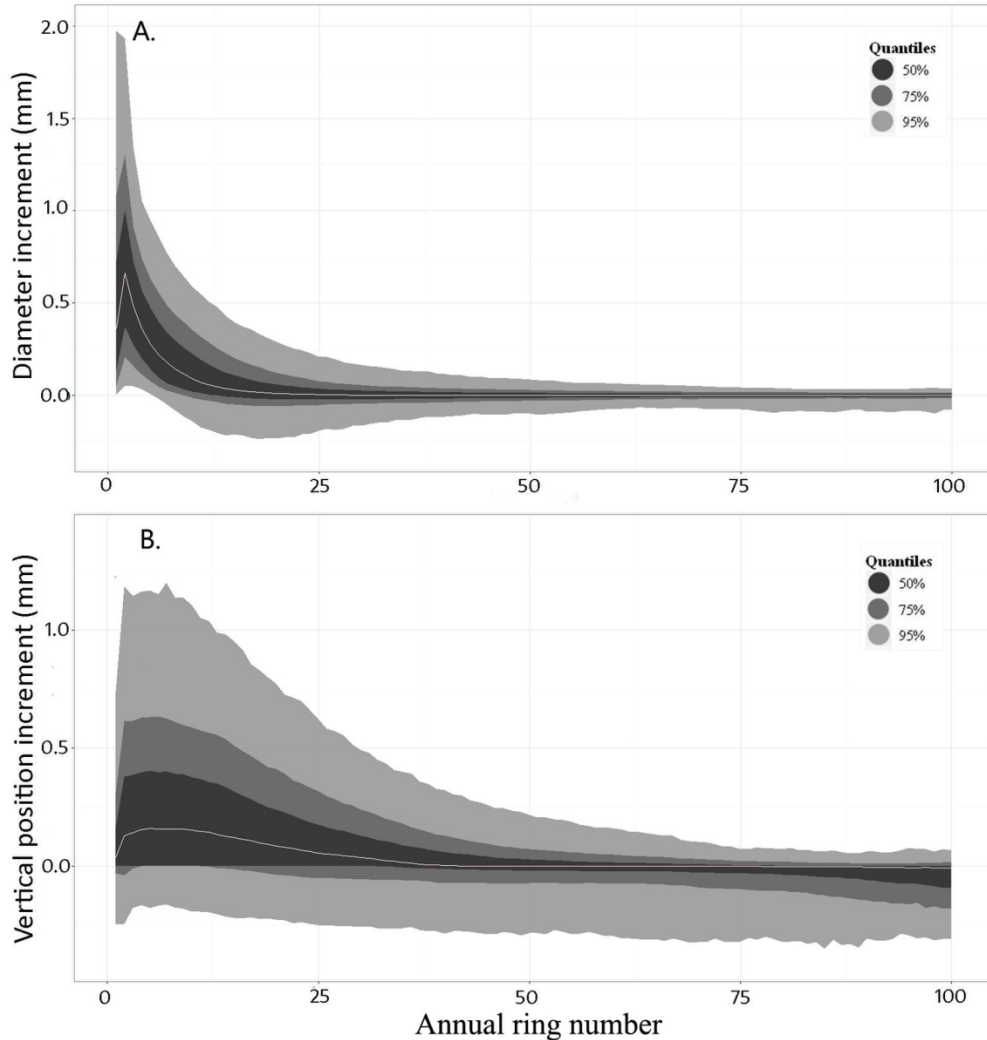 A.
2.0
1.5
1.0
0.5
0.0
Diameter increment (mm)
Quantiles
50%
75%
95%
0 25 50 75 100
B.
1.0
0.5
0.0
Vertical position increment (mm)
Quantiles
50%
75%
95%
0 25 50 75 100
Annual ring number